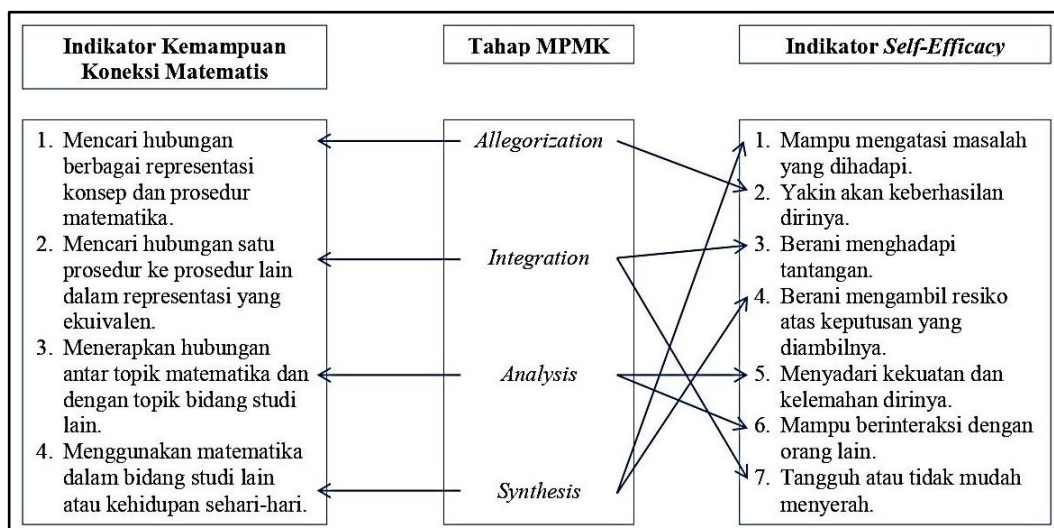 Indikator Kemampuan
Koneksi Matematis
1. Mencari hubungan
berbagai representasi
konsep dan prosedur
matematika.
2. Mencari hubungan satu
prosedur ke prosedur lain
dalam representasi yang
ekuivalen.
3. Menerapkan hubungan
antar topik matematika dan
dengan topik bidang studi
lain.
4. Menggunakan matematika
dalam bidang studi lain
atau kehidupan sehari-hari.
Tahap MPMK
Allegorization
Integration
Analysis
Synthesis
Indikator Self-Efficacy
1. Mampu mengatasi masalah
yang dihadapi.
2. Yakin akan keberhasilan
dirinya.
3. Berani menghadapi
tantangan.
4. Berani mengambil resiko
atas keputusan yang
diambilnya.
5. Menyadari kekuatan dan
kelemahan dirinya.
6. Mampu berinteraksi dengan
orang lain.
7. Tangguh atau tidak mudah
menyerah.